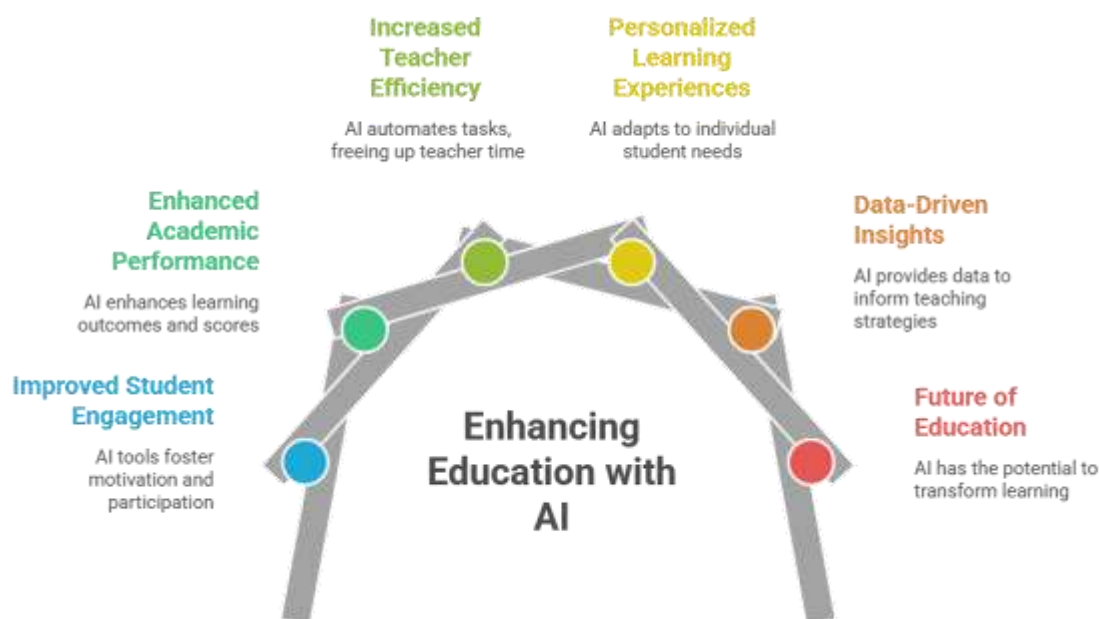 Increased
Teacher
Efficiency
AI automates tasks,
freeing up teacher time
Personalized
Learning
Experiences
AI adapts to individual
student needs
Enhanced
Academic
Performance
AI enhances learning
outcomes and scores
Data-Driven
Insights
AI provides data to
inform teaching
strategies
Improved Student
Engagement
AI tools foster
motivation and
participation
Future of
Education
AI has the potential to
transform learning
Enhancing
Education with
AI